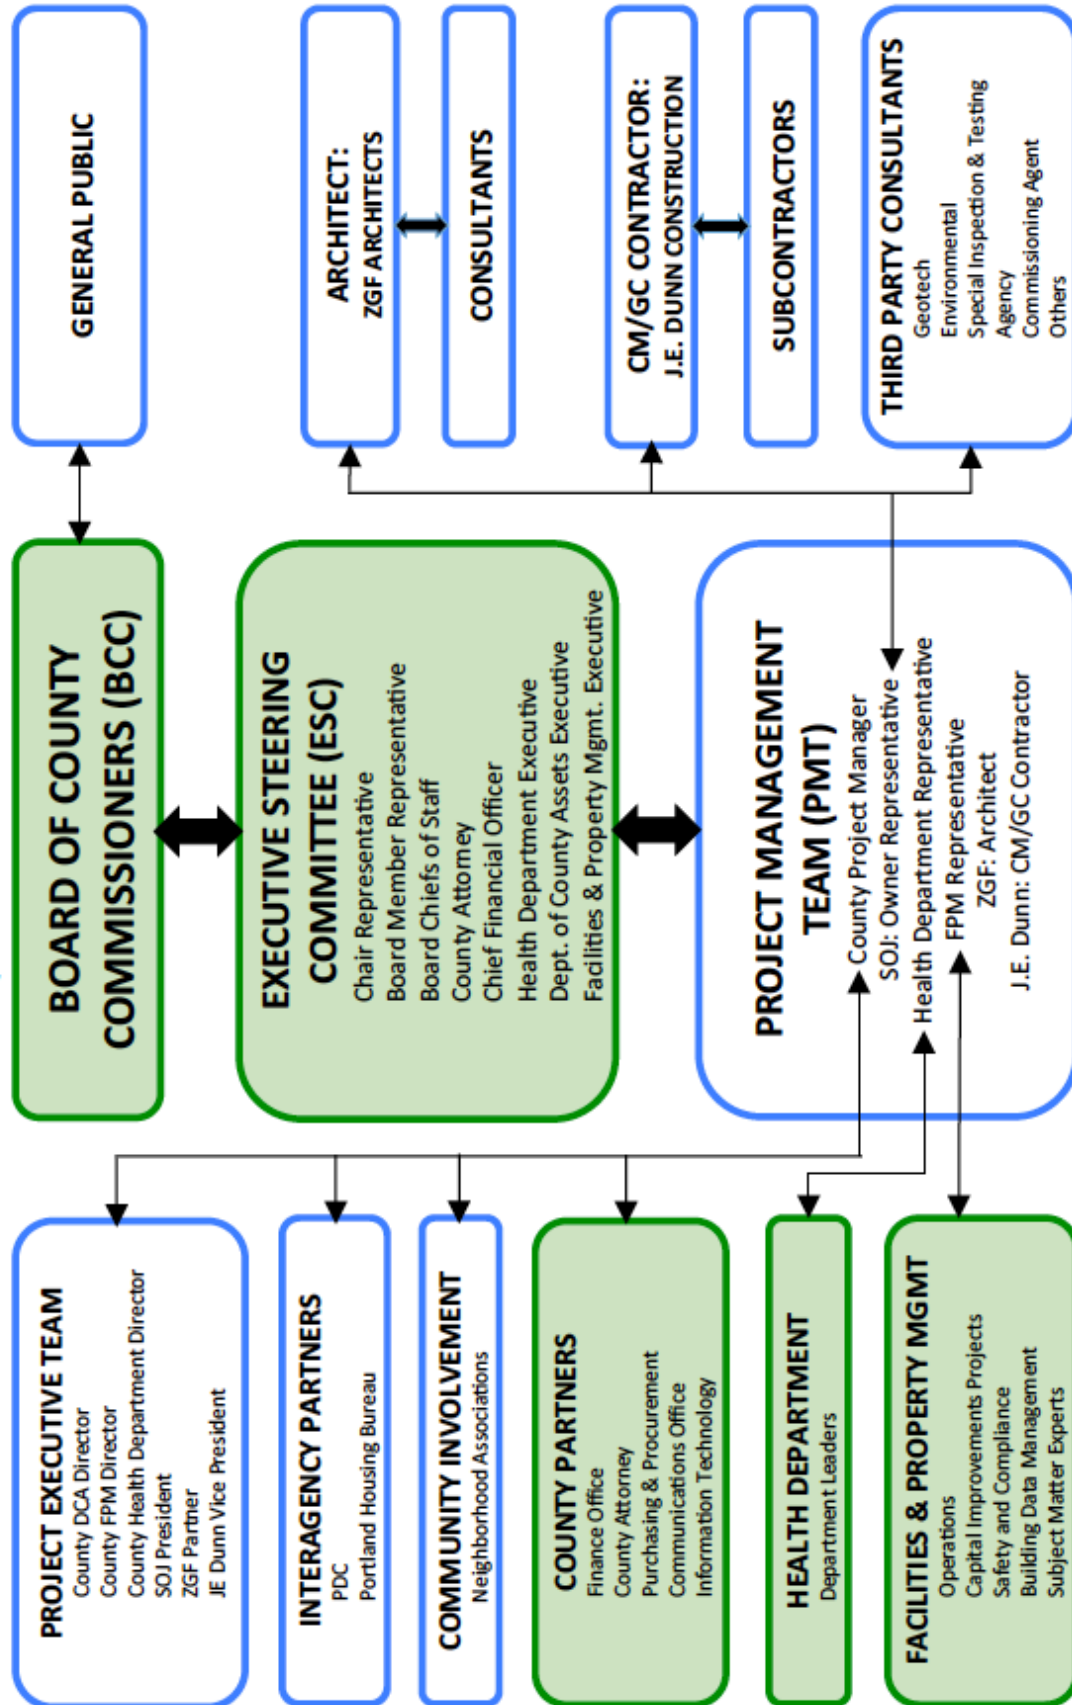 BOARD OF COUNTY
COMMISSIONERS (BCC)
GENERAL PUBLIC
EXECUTIVE STEERING
COMMITTEE (ESC)
Chair Representative
Board Member Representative
Board Chiefs of Staff
County Attorney
Chief Financial Officer
Health Department Executive
Dept. of County Assets Executive
Facilities & Property Mgmt. Executive
PROJECT MANAGEMENT
TEAM (PMT)
County Project Manager
SOJ: Owner Representative
Health Department Representative
FPM Representative
ZGF: Architect
J.E. Dunn: CM/GC Contractor
PROJECT EXECUTIVE TEAM
County DCA Director
County FPM Director
County Health Department Director
SOJ President
ZGF Partner
JE Dunn Vice President
INTERAGENCY PARTNERS
PDC
Portland Housing Bureau
COMMUNITY INVOLVEMENT
Neighborhood Associations
COUNTY PARTNERS
Finance Office
County Attorney
Purchasing & Procurement
Communications Office
Information Technology
HEALTH DEPARTMENT
Department Leaders
FACILITIES & PROPERTY MGMT
Operations
Capital Improvements Projects
Safety and Compliance
Building Data Management
Subject Matter Experts
ARCHITECT:
ZGF ARCHITECTS
CONSULTANTS
CM/GC CONTRACTOR:
J.E. DUNN CONSTRUCTION
SUBCONTRACTORS
THIRD PARTY CONSULTANTS
Geotech
Environmental
Special Inspection & Testing
Agency
Commissioning Agent
Others